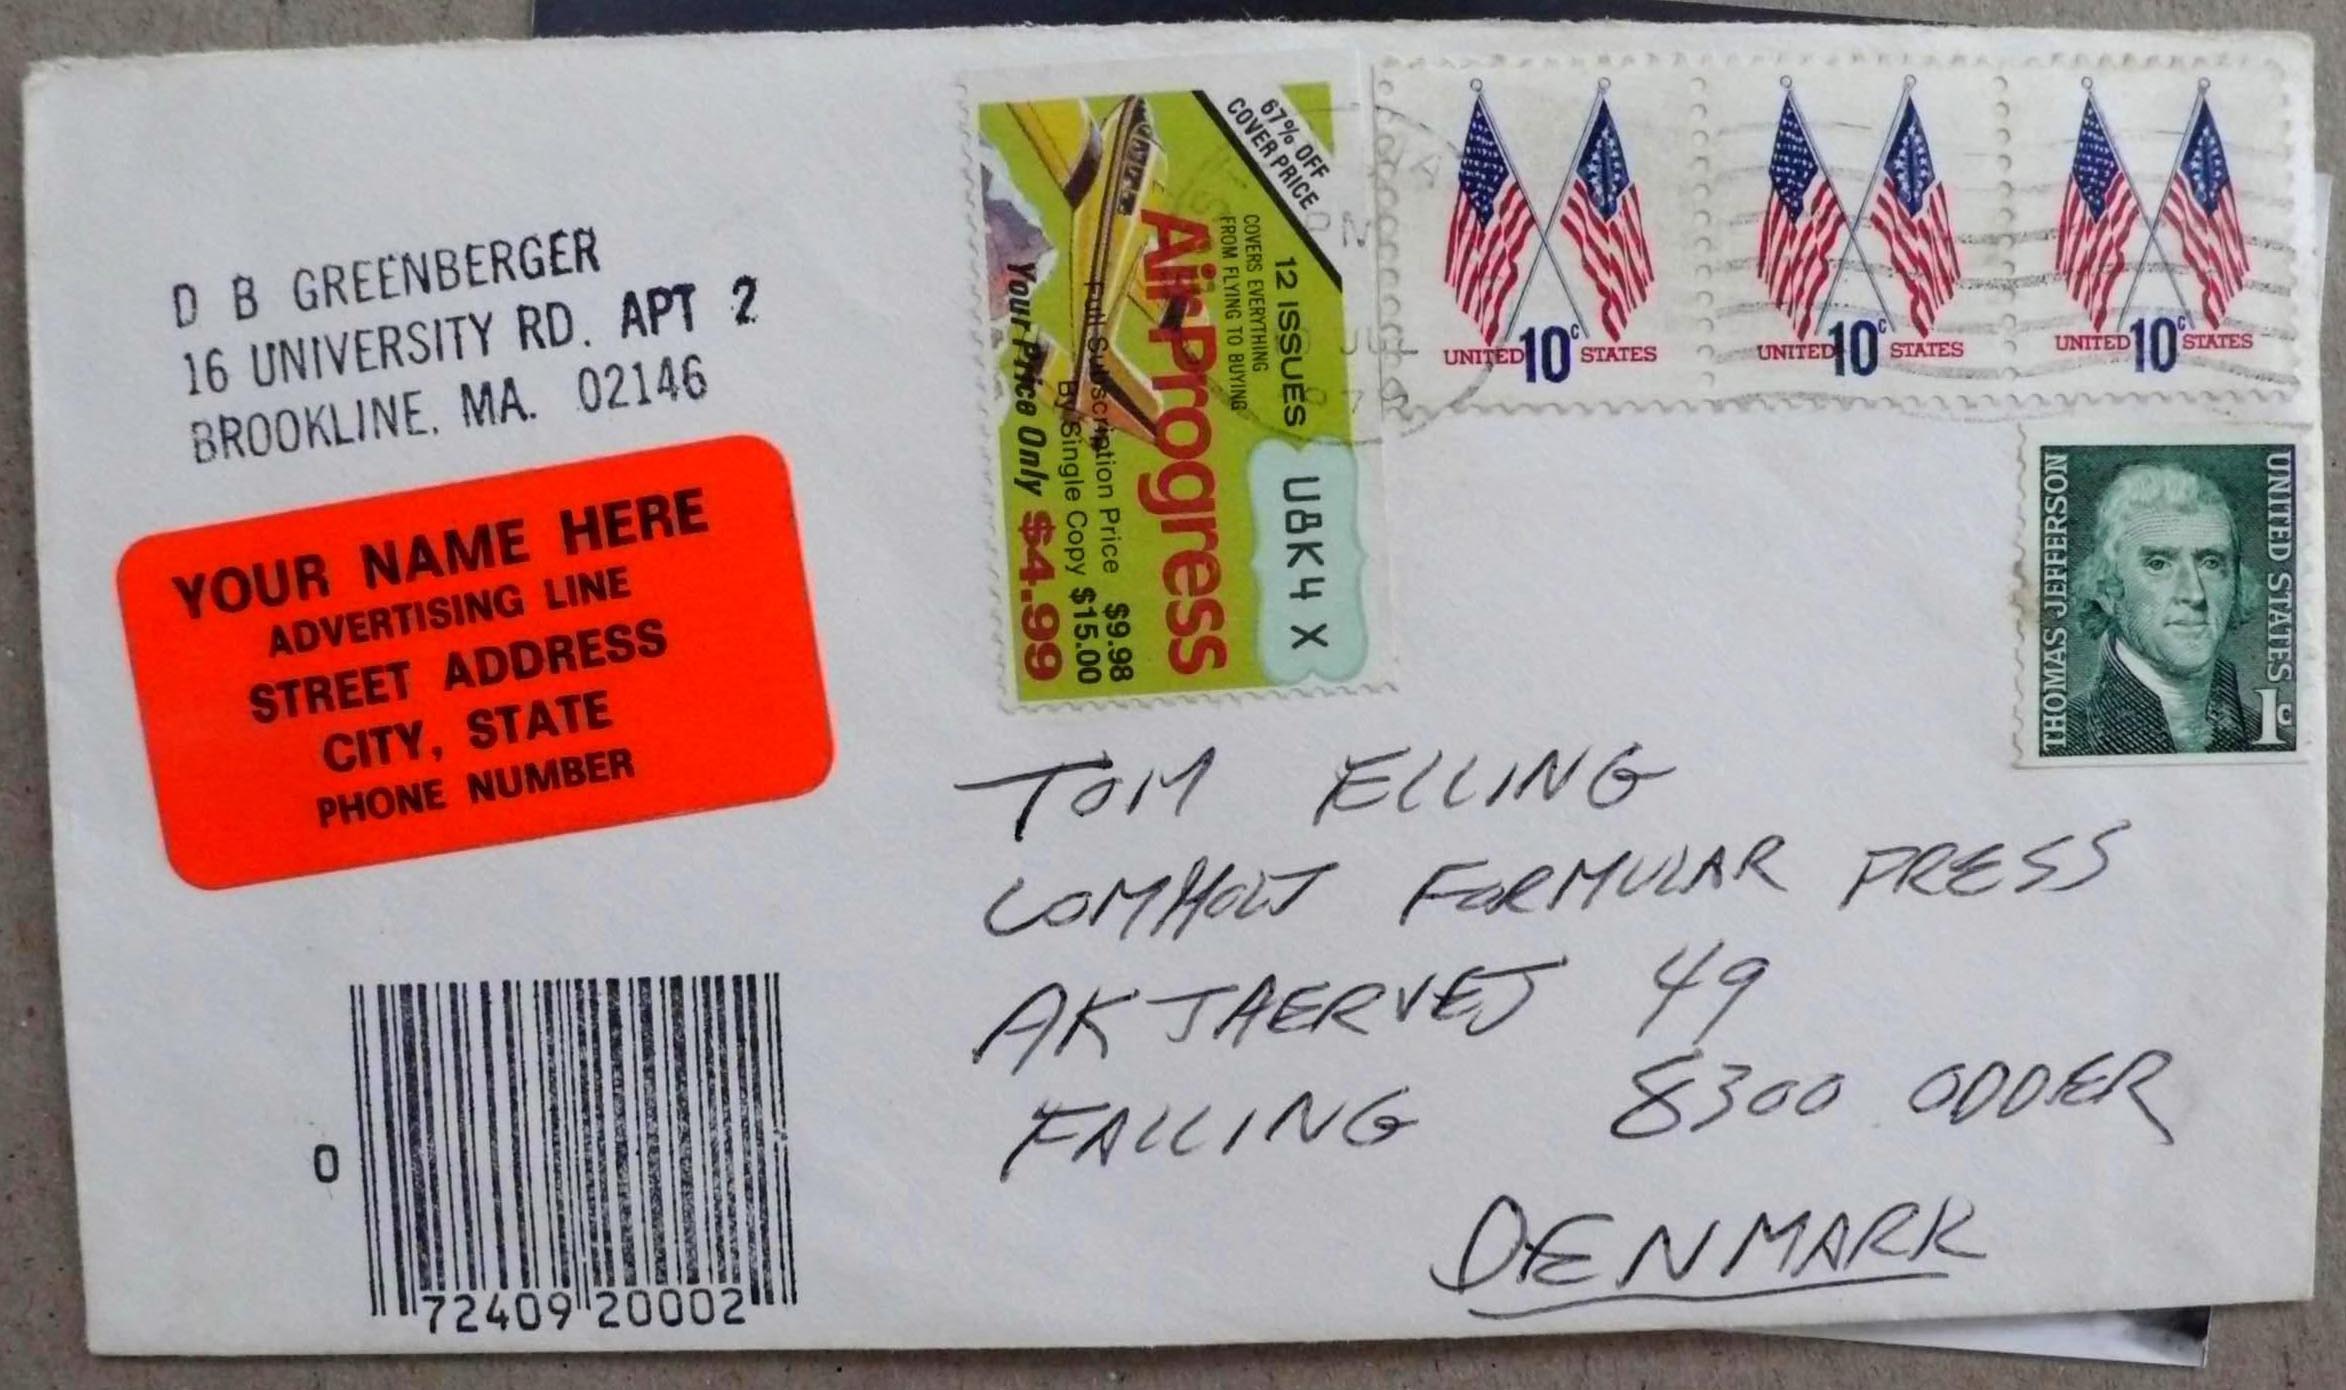 D B GREENBERGER
16 UNIVERSITY RD. APT 2
BROOKLINE, MA. 02146
YOUR NAME HERE
ADVERTISING LINE
STREET ADDRESS
CITY, STATE
PHONE NUMBER
0
72409 20002
67% OFF
COVER PRICE
12 ISSUES
COVERS EVERYTHING
FROM FLYING TO BUYING
Air Progress
Full Subscription Price $9.98
By Single Copy $15.00
Your Price Only $4.99
U8K4 X
UNITED 10c STATES
UNITED 10c STATES
UNITED 10c STATES
THOMAS JEFFERSON
UNITED STATES
1c
TOM ELLING
LOMHOLT FORMULAR PRESS
AKJAERVEJ 49
FALLING 8300 ODDER
DENMARK